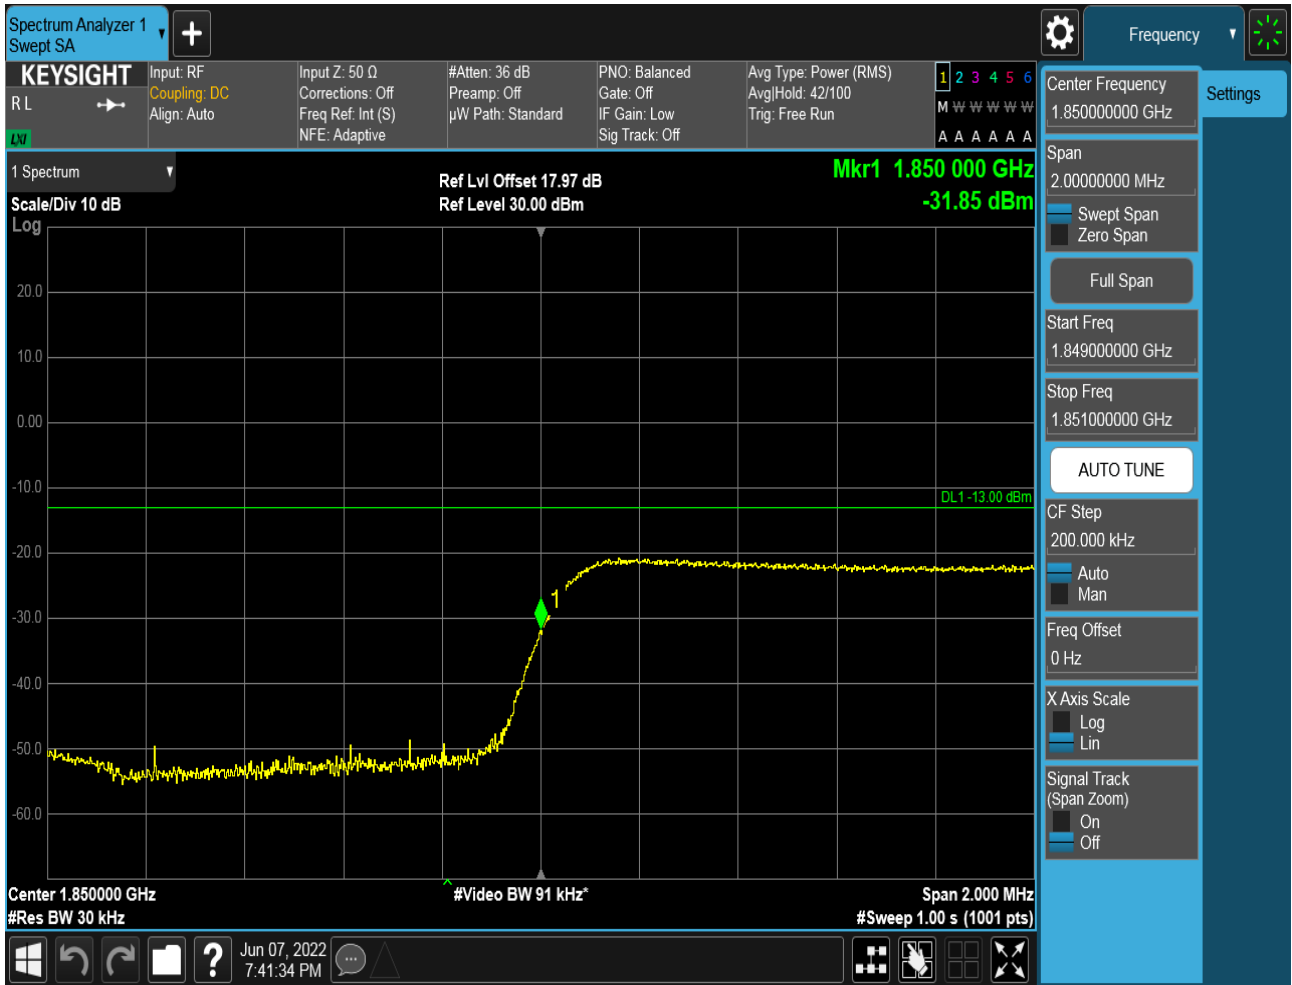 Spectrum Analyzer 1
Swept SA
Frequency
KEYSIGHT
R L
LXI
Input: RF
Coupling: DC
Align: Auto
Input Z: 50 Ω
Corrections: Off
Freq Ref: Int (S)
NFE: Adaptive
#Atten: 36 dB
Preamp: Off
µW Path: Standard
PNO: Balanced
Gate: Off
IF Gain: Low
Sig Track: Off
Avg Type: Power (RMS)
Avg|Hold: 42/100
Trig: Free Run
1 2 3 4 5 6
M W W W W W
A A A A A A
1 Spectrum
Scale/Div 10 dB
Log
Ref Lvl Offset 17.97 dB
Ref Level 30.00 dBm
Mkr1 1.850 000 GHz
-31.85 dBm
20.0
10.0
0.00
-10.0
-20.0
-30.0
-40.0
-50.0
-60.0
DL1 -13.00 dBm
1
Center 1.850000 GHz
#Res BW 30 kHz
#Video BW 91 kHz*
Span 2.000 MHz
#Sweep 1.00 s (1001 pts)
Center Frequency
1.850000000 GHz
Settings
Span
2.00000000 MHz
Swept Span
Zero Span
Full Span
Start Freq
1.849000000 GHz
Stop Freq
1.851000000 GHz
AUTO TUNE
CF Step
200.000 kHz
Auto
Man
Freq Offset
0 Hz
X Axis Scale
Log
Lin
Signal Track
(Span Zoom)
On
Off
?
Jun 07, 2022
7:41:34 PM